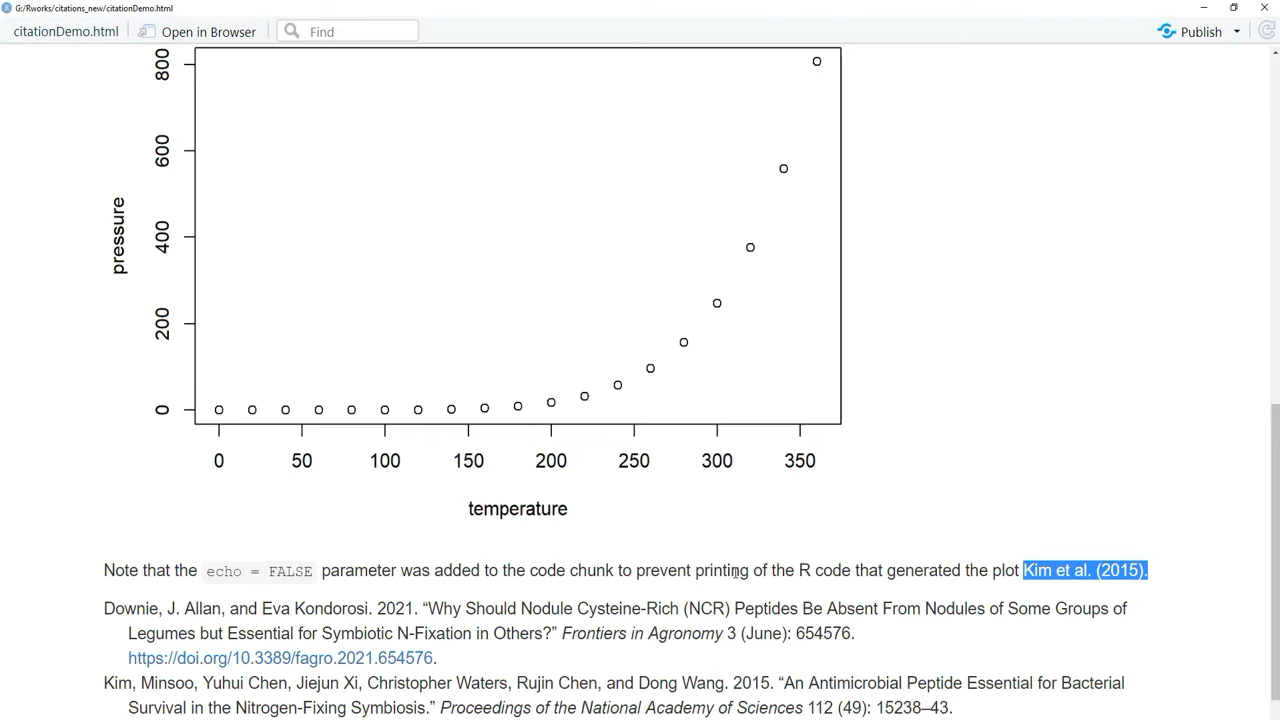 G:/Rworks/citations_new/citationDemo.html
citationDemo.html Open in Browser Find Publish
800
600
400
200
0
pressure
0 50 100 150 200 250 300 350
temperature
Note that the echo = FALSE parameter was added to the code chunk to prevent printing of the R code that generated the plot Kim et al. (2015).
Downie, J. Allan, and Eva Kondorosi. 2021. “Why Should Nodule Cysteine-Rich (NCR) Peptides Be Absent From Nodules of Some Groups of
Legumes but Essential for Symbiotic N-Fixation in Others?” Frontiers in Agronomy 3 (June): 654576.
https://doi.org/10.3389/fagro.2021.654576.
Kim, Minsoo, Yuhui Chen, Jiejun Xi, Christopher Waters, Rujin Chen, and Dong Wang. 2015. “An Antimicrobial Peptide Essential for Bacterial
Survival in the Nitrogen-Fixing Symbiosis.” Proceedings of the National Academy of Sciences 112 (49): 15238–43.